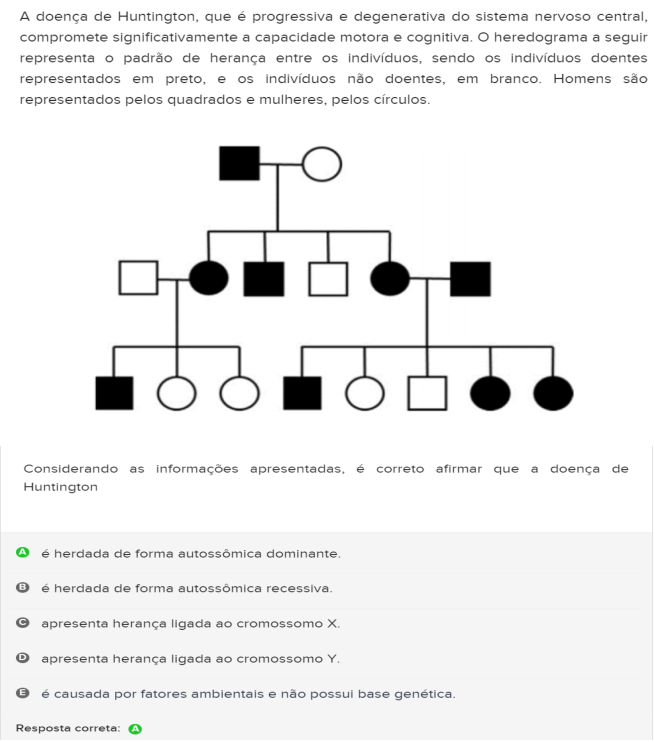 A doença de Huntington, que é progressiva e degenerativa do sistema nervoso central,
compromete significativamente a capacidade motora e cognitiva. O heredograma a seguir
representa o padrão de herança entre os indivíduos, sendo os indivíduos doentes
representados em preto, e os indivíduos não doentes, em branco. Homens são
representados pelos quadrados e mulheres, pelos círculos.
Considerando as informações apresentadas, é correto afirmar que a doença de
Huntington
A é herdada de forma autossômica dominante.
B é herdada de forma autossômica recessiva.
C apresenta herança ligada ao cromossomo X.
D apresenta herança ligada ao cromossomo Y.
E é causada por fatores ambientais e não possui base genética.
Resposta correta: A